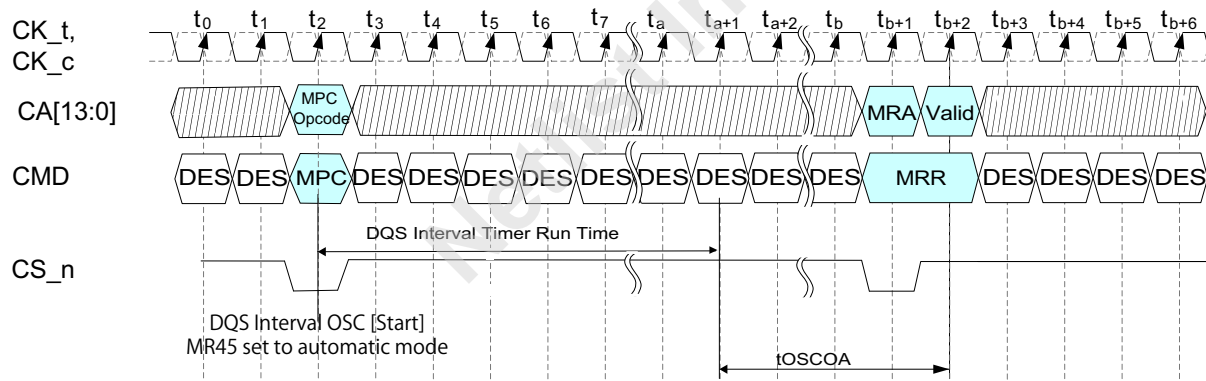 t0 t1 t2 t3 t4 t5 t6 t7 ta ta+1 ta+2 tb tb+1 tb+2 tb+3 tb+4 tb+5 tb+6
CK_t,
CK_c
CA[13:0] MPC Opcode MRA Valid
CMD DES DES MPC DES DES DES DES DES DES DES DES DES MRR DES DES DES DES
DQS Interval Timer Run Time
CS_n
DQS Interval OSC [Start]
MR45 set to automatic mode
tOSCOA
Netlist